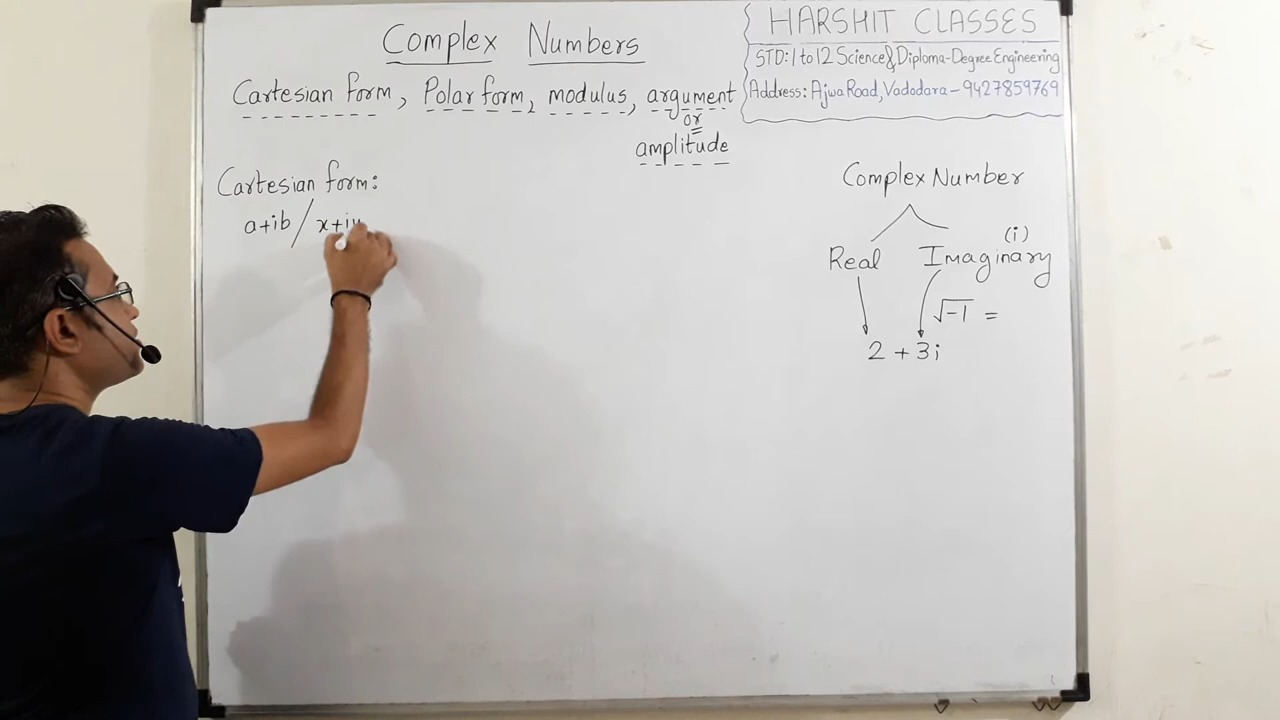 Complex Numbers
Cartesian form, Polar form, modulus, argument
or
amplitude
HARSHIT CLASSES
STD: 1 to 12 Science & Diploma-Degree Engineering
Address: Ajwa Road, Vadodara - 9427859769
Cartesian form:
a+ib / x+iy
Complex Number
(i)
Real Imaginary
√-1 =
2 + 3i